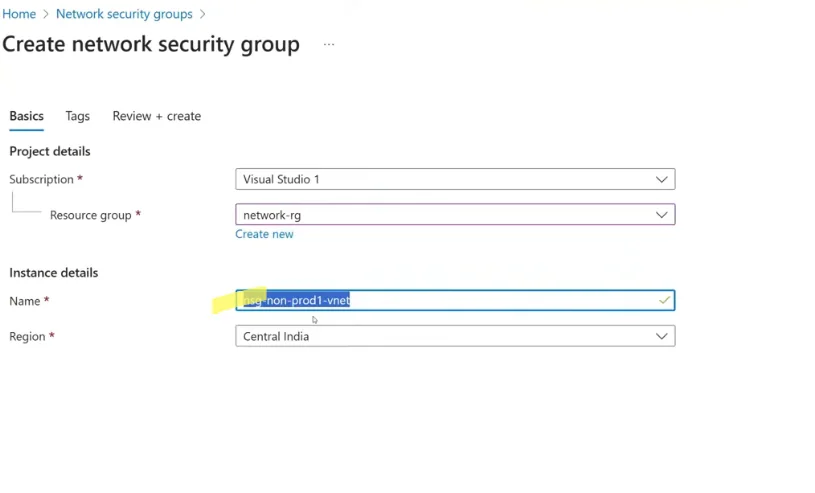 Home > Network security groups >
Create network security group ...
Basics Tags Review + create
Project details
Subscription * Visual Studio 1
Resource group * network-rg
Create new
Instance details
Name * nsg-non-prod1-vnet
Region * Central India